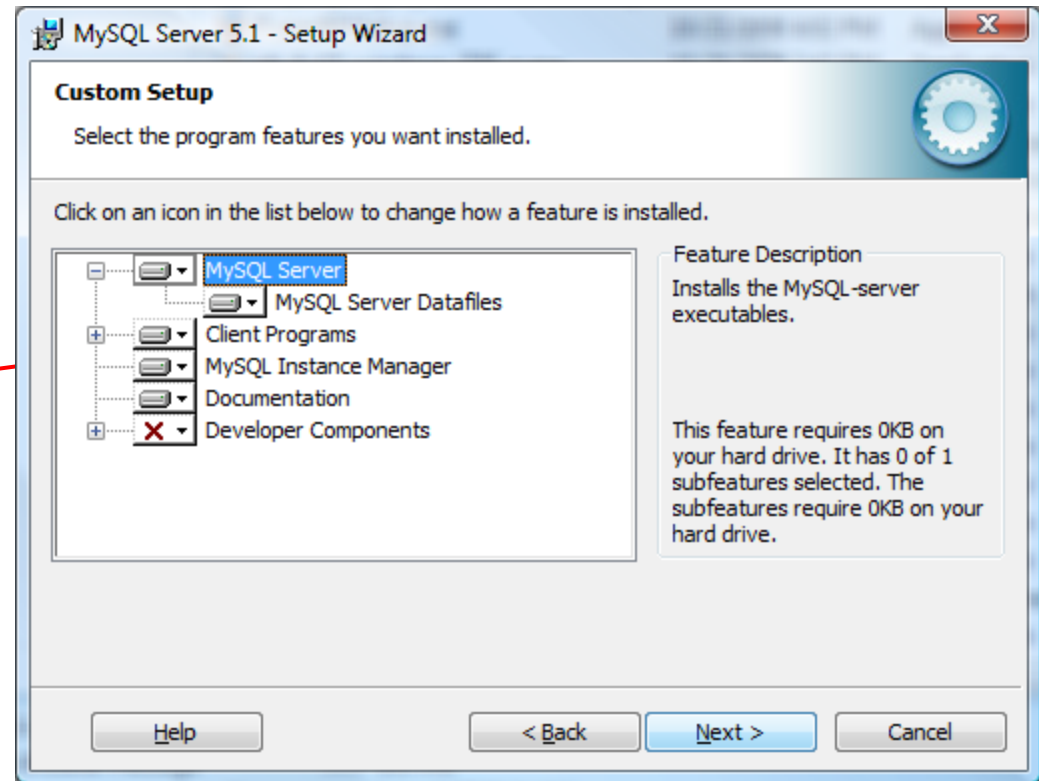 MySQL Server 5.1 - Setup Wizard
Custom Setup
Select the program features you want installed.
Click on an icon in the list below to change how a feature is installed.
MySQL Server
MySQL Server Datafiles
Client Programs
MySQL Instance Manager
Documentation
Developer Components
Feature Description
Installs the MySQL-server
executables.
This feature requires 0KB on
your hard drive. It has 0 of 1
subfeatures selected. The
subfeatures require 0KB on your
hard drive.
Help
< Back
Next >
Cancel